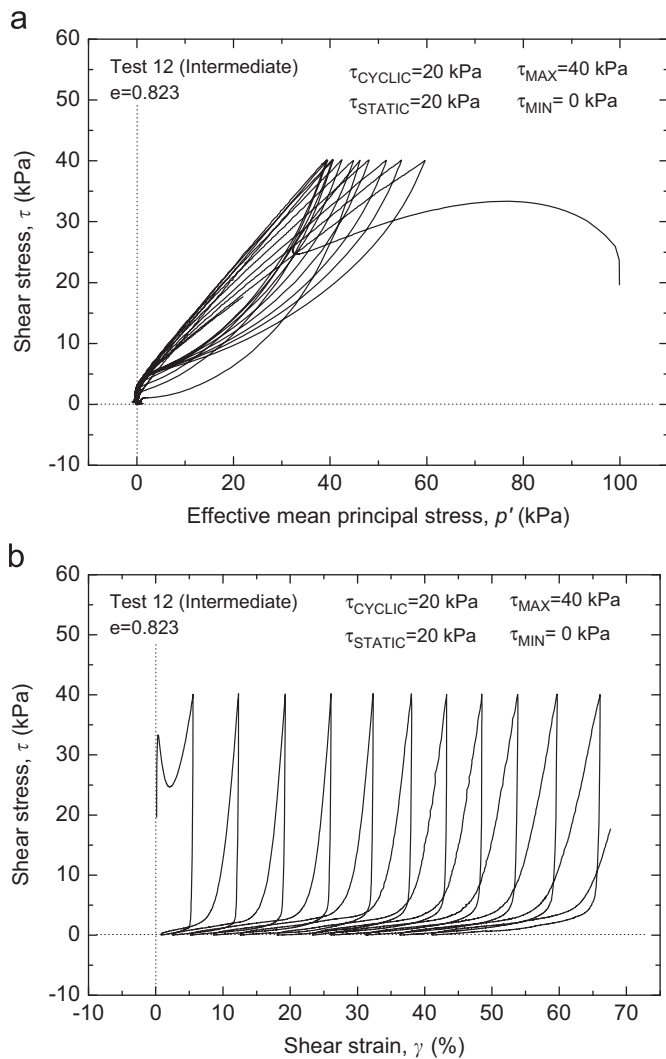 a
60
50
40
30
20
10
0
-10
Shear stress, τ (kPa)
Test 12 (Intermediate)
e=0.823
τCYCLIC=20 kPa
τMAX=40 kPa
τSTATIC=20 kPa
τMIN= 0 kPa
0 20 40 60 80 100
Effective mean principal stress, p' (kPa)
b
60
50
40
30
20
10
0
-10
Shear stress, τ (kPa)
Test 12 (Intermediate)
e=0.823
τCYCLIC=20 kPa
τMAX=40 kPa
τSTATIC=20 kPa
τMIN= 0 kPa
-10 0 10 20 30 40 50 60 70
Shear strain, γ (%)